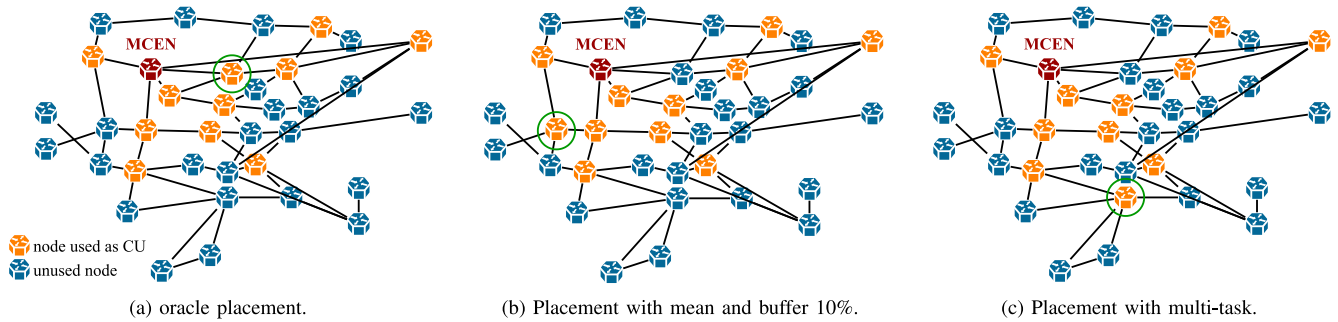 MCEN
MCEN
MCEN
node used as CU
unused node
(a) oracle placement.
(b) Placement with mean and buffer 10%.
(c) Placement with multi-task.